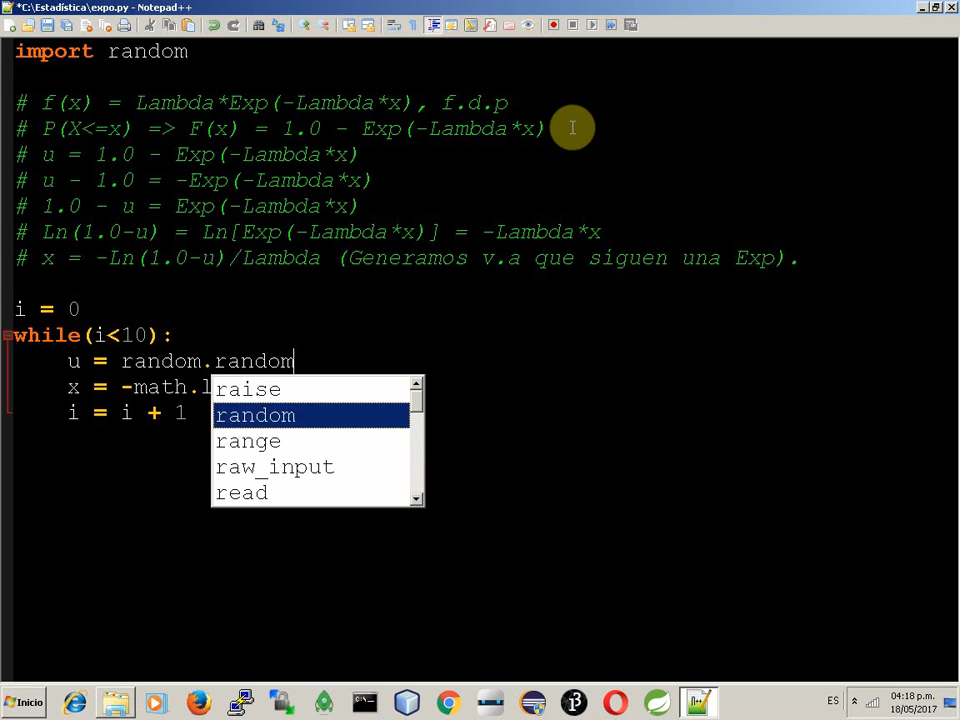 *C:\Estadística\expo.py - Notepad++
import random
# f(x) = Lambda*Exp(-Lambda*x), f.d.p
# P(X<=x) => F(x) = 1.0 - Exp(-Lambda*x)
# u = 1.0 - Exp(-Lambda*x)
# u - 1.0 = -Exp(-Lambda*x)
# 1.0 - u = Exp(-Lambda*x)
# Ln(1.0-u) = Ln[Exp(-Lambda*x)] = -Lambda*x
# x = -Ln(1.0-u)/Lambda (Generamos v.a que siguen una Exp).
i = 0
while(i<10):
u = random.random
x = -math.l
i = i + 1
raise
random
range
raw_input
read
Inicio
ES
04:18 p.m.
18/05/2017